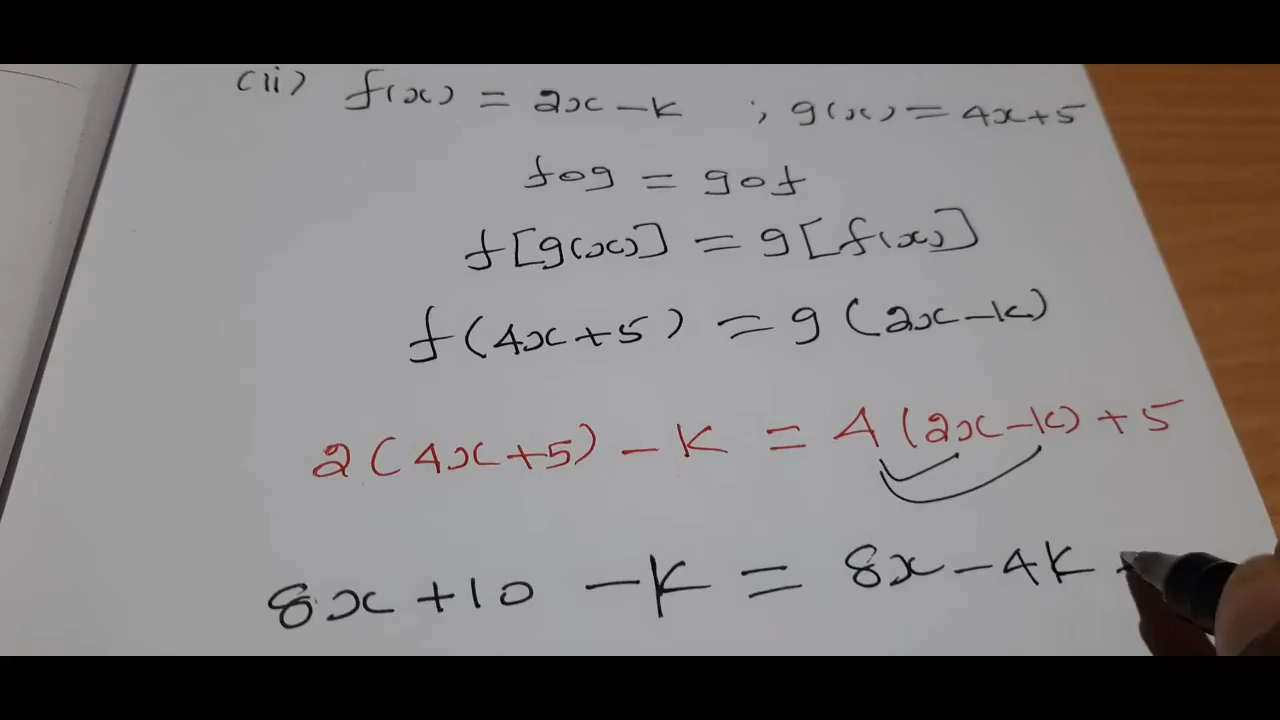 (ii) f(x) = 2x - k ; g(x) = 4x+5
fog = gof
f[g(x)] = g[f(x)]
f(4x+5) = g(2x-k)
2(4x+5) - k = 4(2x-k) + 5
8x + 10 - k = 8x - 4k +